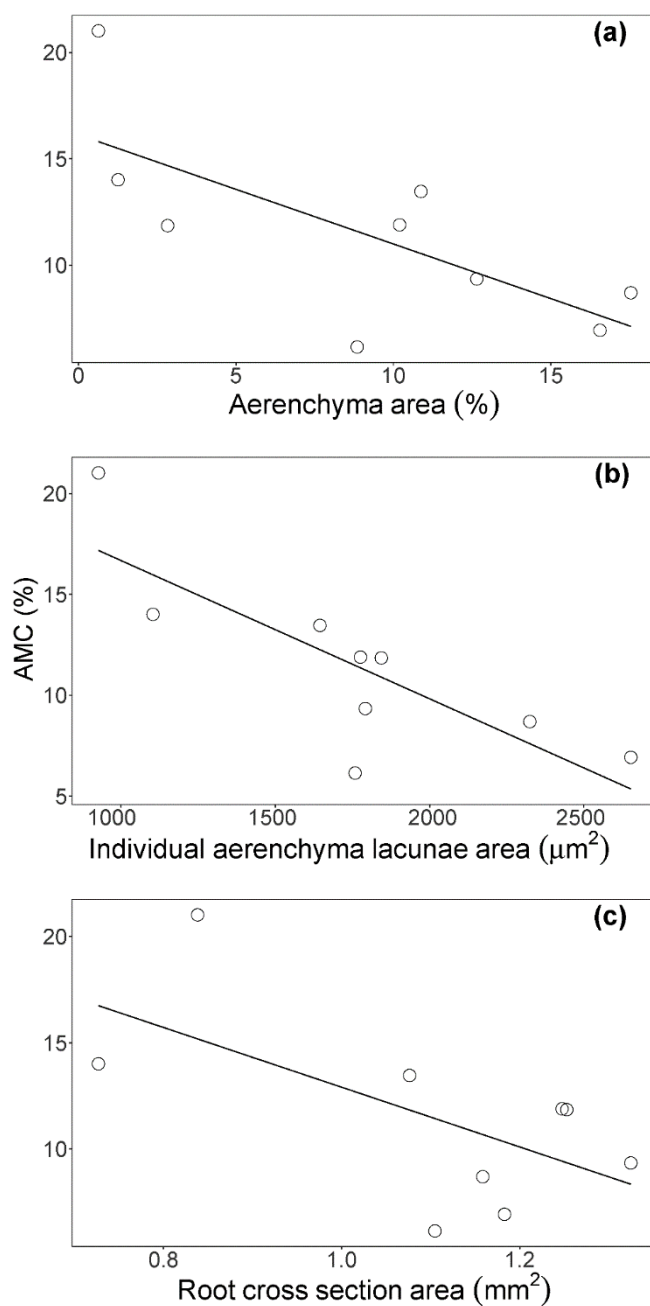 (a)
20
15
10
0 5 10 15
Aerenchyma area (%)
(b)
20
15
10
5
AMC (%)
1000 1500 2000 2500
Individual aerenchyma lacunae area (μm²)
(c)
20
15
10
0.8 1.0 1.2
Root cross section area (mm²)